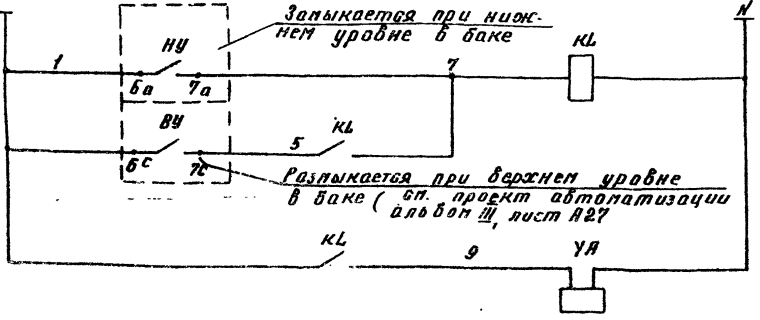 Замыкается при ниж-
нем уровне в баке
N
НУ
KL
1
7
6а
7а
ВУ
KL
5
6с
7с
Размыкается при верхнем уровне
в баке ( см. проект автоматизации
альбом III, лист А27
KL
9
YA